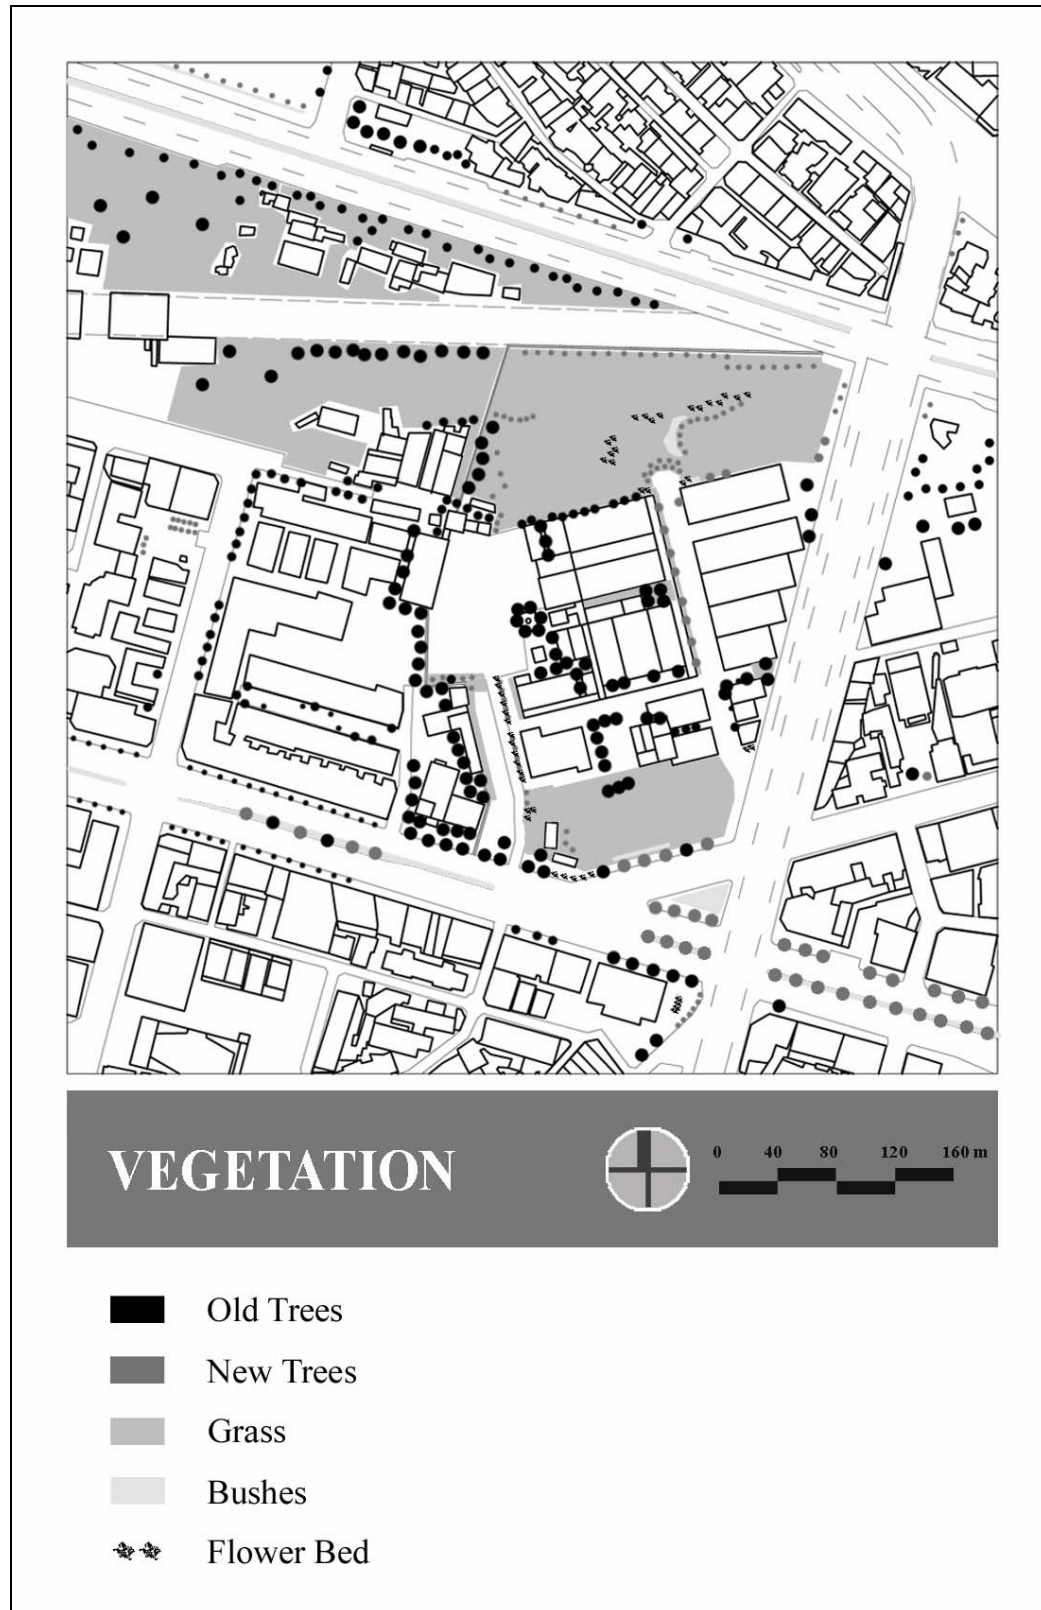 VEGETATION
0 40 80 120 160 m
Old Trees
New Trees
Grass
Bushes
Flower Bed